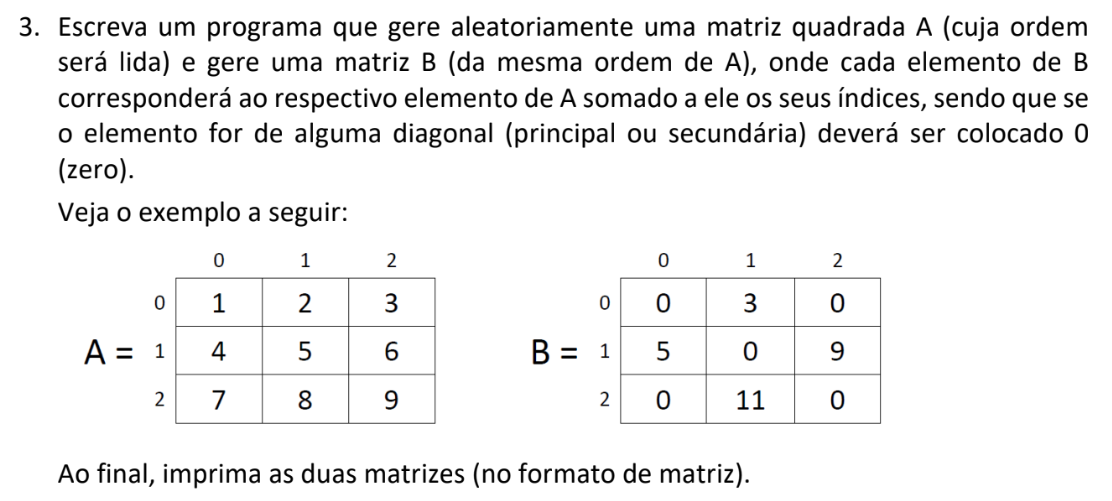 3. Escreva um programa que gere aleatoriamente uma matriz quadrada A (cuja ordem
será lida) e gere uma matriz B (da mesma ordem de A), onde cada elemento de B
corresponderá ao respectivo elemento de A somado a ele os seus índices, sendo que se
o elemento for de alguma diagonal (principal ou secundária) deverá ser colocado 0
(zero).
Veja o exemplo a seguir:
0 1 2
0 1 2 3
A = 1 4 5 6
2 7 8 9
0 1 2
0 0 3 0
B = 1 5 0 9
2 0 11 0
Ao final, imprima as duas matrizes (no formato de matriz).